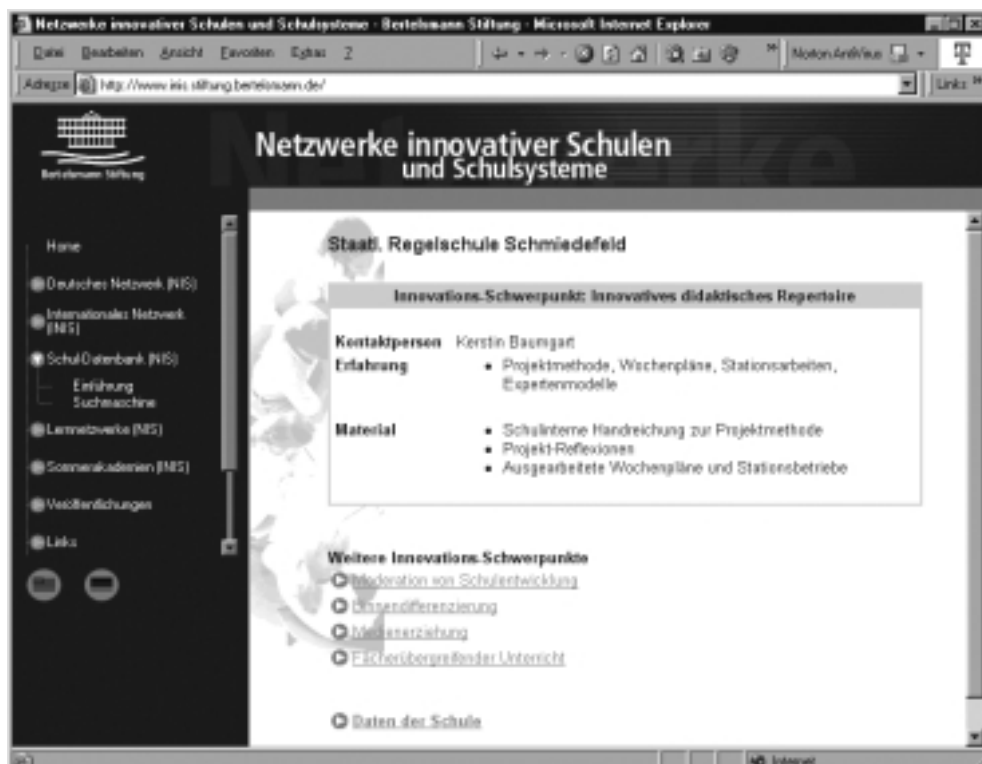 Netzwerke innovativer Schulen und Schulsysteme - Bertelsmann Stiftung - Microsoft Internet Explorer
Datei Bearbeiten Ansicht Favoriten Extras ?
Norton AntiVirus
Adresse http://www.inis.stiftung.bertelsmann.de/
Links
Bertelsmann Stiftung
Netzwerke
Netzwerke innovativer Schulen
und Schulsysteme
Home
Deutsches Netzwerk (NIS)
Internationales Netzwerk
(INIS)
Schul-Datenbank (NIS)
Einführung
Suchmaschine
Lernnetzwerke (NIS)
Sommerakademien (INIS)
Veröffentlichungen
Links
Staatl. Regelschule Schmiedefeld
Innovations-Schwerpunkt: Innovatives didaktisches Repertoire
Kontaktperson Kerstin Baumgart
Erfahrung • Projektmethode, Wochenpläne, Stationsarbeiten,
Expertenmodelle
Material • Schulinterne Handreichung zur Projektmethode
• Projekt-Reflexionen
• Ausgearbeitete Wochenpläne und Stationsbetriebe
Weitere Innovations-Schwerpunkte
Moderation von Schulentwicklung
Binnendifferenzierung
Medienerziehung
Fächerübergreifender Unterricht
Daten der Schule
Internet